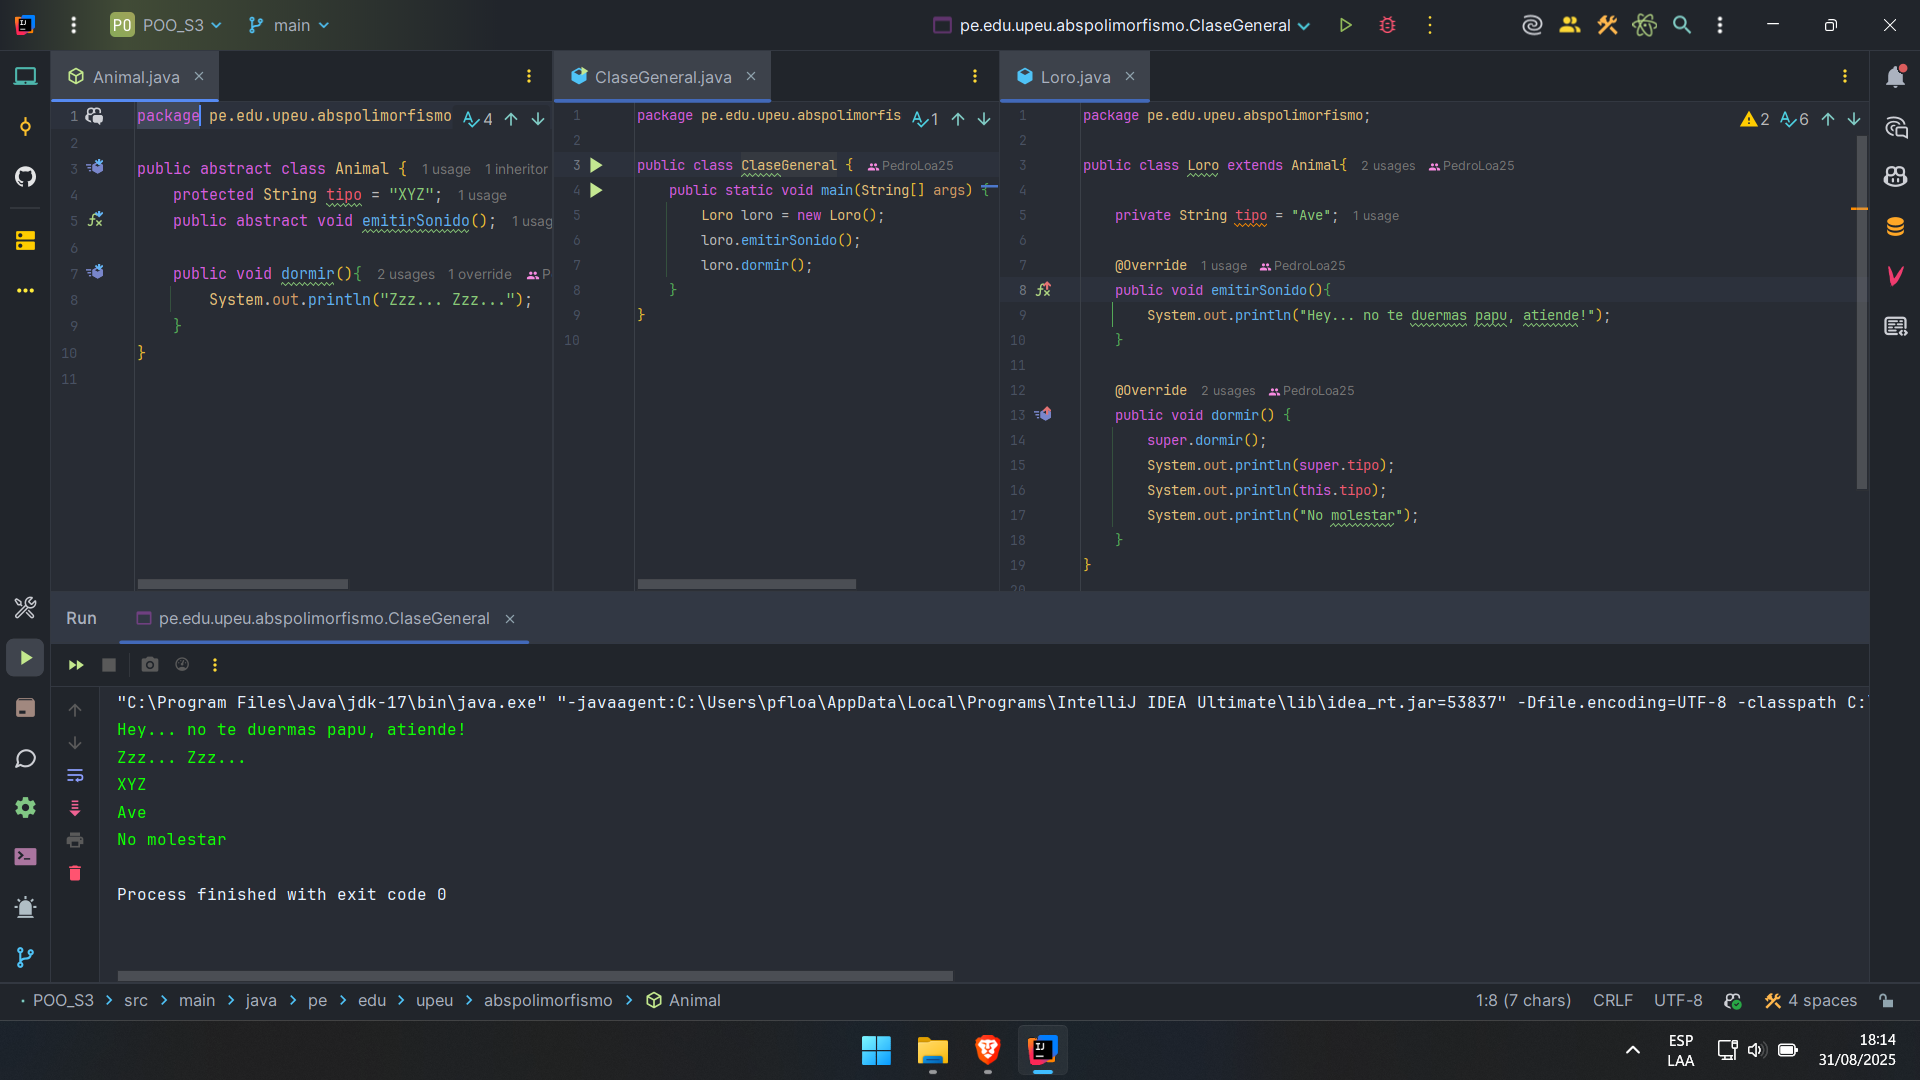 PO POO_S3 main pe.edu.upeu.abspolimorfismo.ClaseGeneral
Animal.java
1 package pe.edu.upeu.abspolimorfismo 4
2
3 public abstract class Animal { 1 usage 1 inheritor
4 protected String tipo = "XYZ"; 1 usage
5 public abstract void emitirSonido(); 1 usag
6
7 public void dormir(){ 2 usages 1 override P
8 System.out.println("Zzz... Zzz...");
9 }
10 }
11
ClaseGeneral.java
1 package pe.edu.upeu.abspolimorfis 1
2
3 public class ClaseGeneral { PedroLoa25
4 public static void main(String[] args) {
5 Loro loro = new Loro();
6 loro.emitirSonido();
7 loro.dormir();
8 }
9 }
10
Loro.java
1 package pe.edu.upeu.abspolimorfismo; 2 6
2
3 public class Loro extends Animal{ 2 usages PedroLoa25
4
5 private String tipo = "Ave"; 1 usage
6
7 @Override 1 usage PedroLoa25
8 public void emitirSonido(){
9 System.out.println("Hey... no te duermas papu, atiende!");
10 }
11
12 @Override 2 usages PedroLoa25
13 public void dormir() {
14 super.dormir();
15 System.out.println(super.tipo);
16 System.out.println(this.tipo);
17 System.out.println("No molestar");
18 }
19 }
20
Run pe.edu.upeu.abspolimorfismo.ClaseGeneral
"C:\Program Files\Java\jdk-17\bin\java.exe" "-javaagent:C:\Users\pfloa\AppData\Local\Programs\IntelliJ IDEA Ultimate\lib\idea_rt.jar=53837" -Dfile.encoding=UTF-8 -classpath C:
Hey... no te duermas papu, atiende!
Zzz... Zzz...
XYZ
Ave
No molestar
Process finished with exit code 0
POO_S3 > src > main > java > pe > edu > upeu > abspolimorfismo > Animal 1:8 (7 chars) CRLF UTF-8 4 spaces
ESP
LAA
18:14
31/08/2025